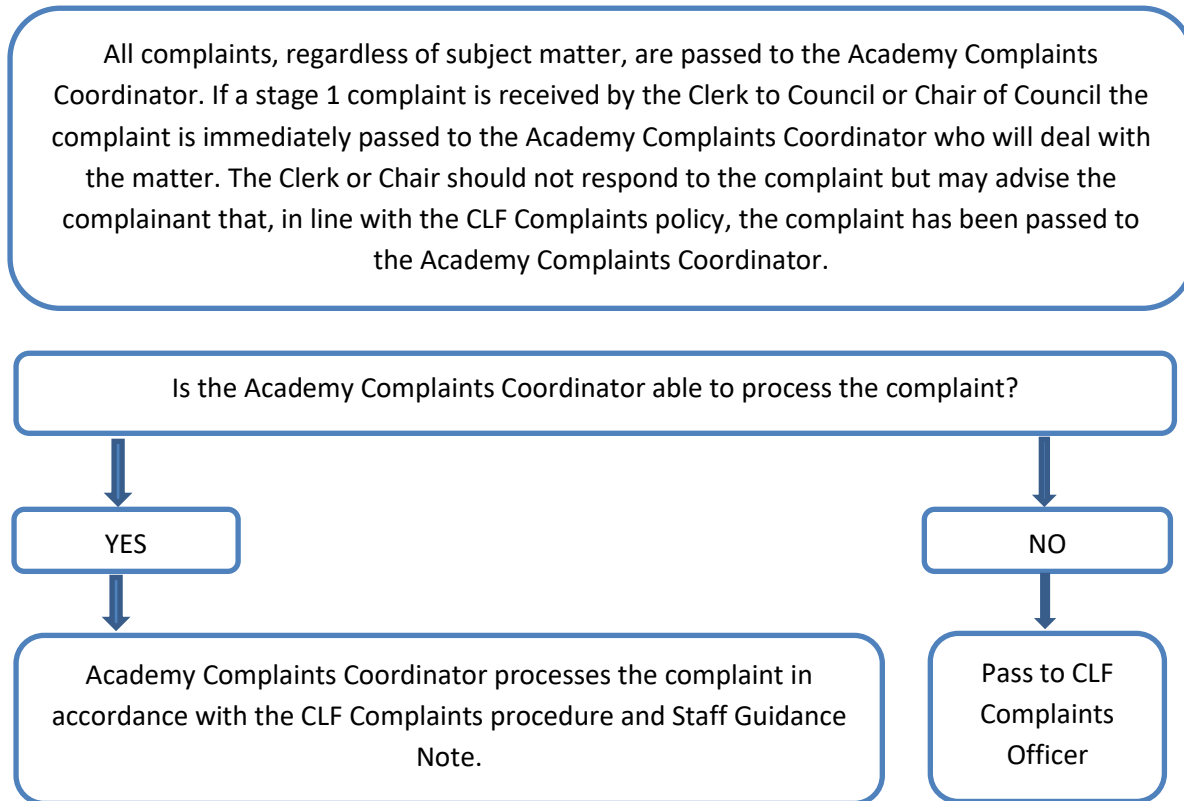 All complaints, regardless of subject matter, are passed to the Academy Complaints
Coordinator. If a stage 1 complaint is received by the Clerk to Council or Chair of Council the
complaint is immediately passed to the Academy Complaints Coordinator who will deal with
the matter. The Clerk or Chair should not respond to the complaint but may advise the
complainant that, in line with the CLF Complaints policy, the complaint has been passed to
the Academy Complaints Coordinator.
Is the Academy Complaints Coordinator able to process the complaint?
YES
NO
Academy Complaints Coordinator processes the complaint in
accordance with the CLF Complaints procedure and Staff Guidance
Note.
Pass to CLF
Complaints
Officer